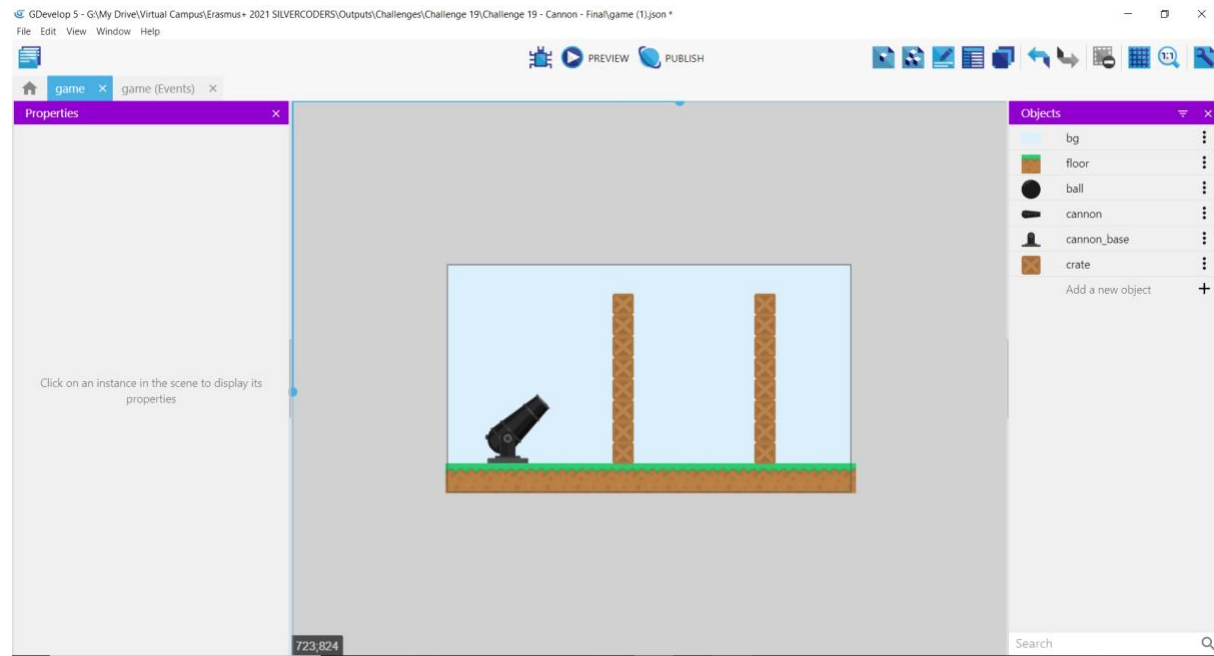 GDevelop 5 - G:\My Drive\Virtual Campus\Erasmus+ 2021 SILVERCODERS\Outputs\Challenges\Challenge 19\Challenge 19 - Cannon - Final\game (1).json *
File Edit View Window Help
PREVIEW PUBLISH
1:1
game × game (Events) ×
Properties ×
Objects ×
bg
floor
ball
cannon
cannon_base
crate
Add a new object +
Click on an instance in the scene to display its
properties
723;824
Search